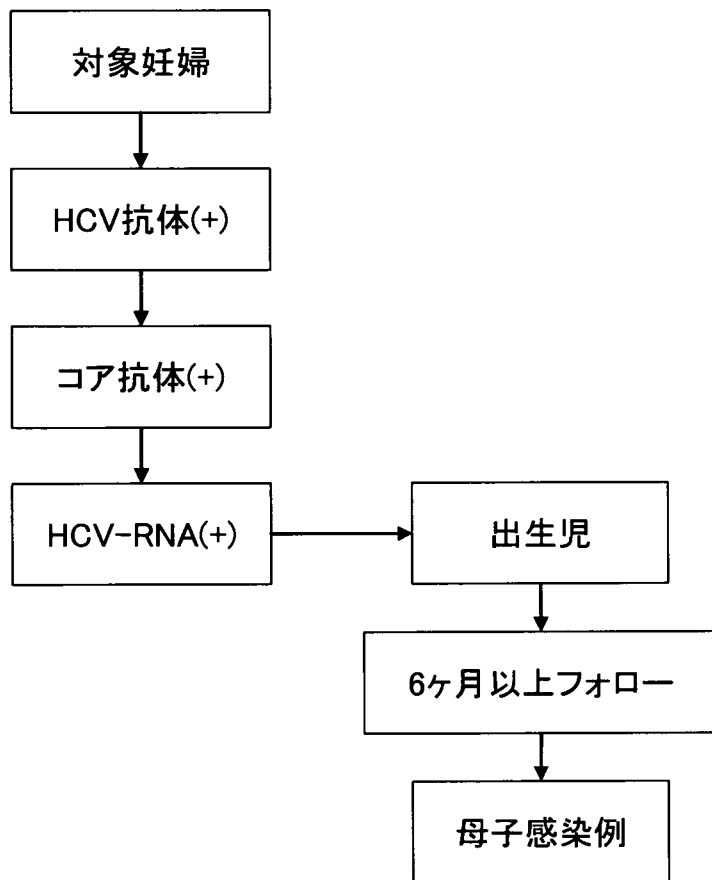 対象妊婦
HCV抗体(+)
コア抗体(+)
HCV-RNA(+)
出生児
6ヶ月以上フォロー
母子感染例